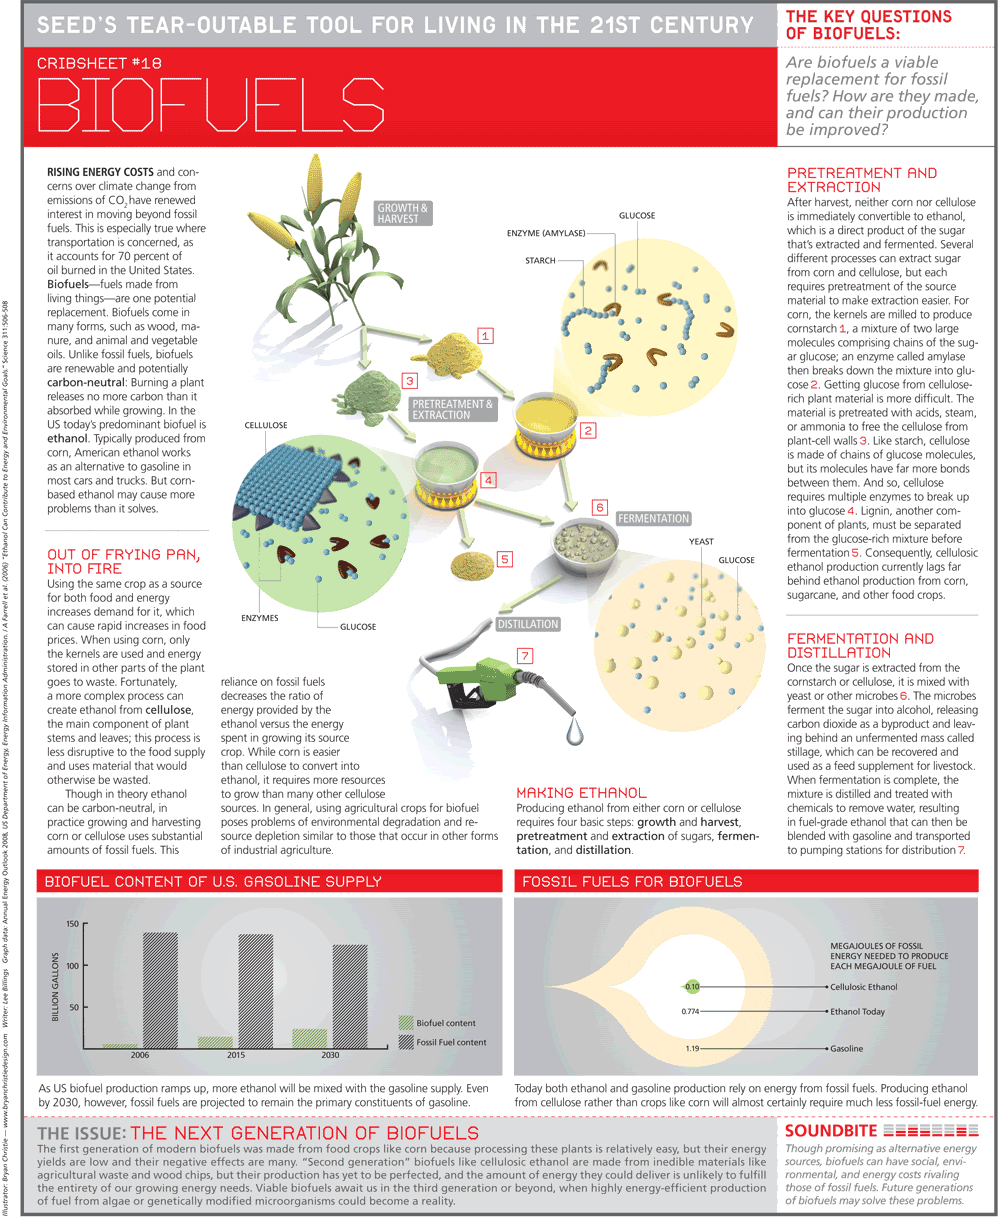 SEED'S TEAR-OUTABLE TOOL FOR LIVING IN THE 21ST CENTURY
CRIBSHEET #18
BIOFUELS
THE KEY QUESTIONS
OF BIOFUELS:
Are biofuels a viable
replacement for fossil
fuels? How are they made,
and can their production
be improved?
RISING ENERGY COSTS and con-
cerns over climate change from
emissions of CO2 have renewed
interest in moving beyond fossil
fuels. This is especially true where
transportation is concerned, as
it accounts for 70 percent of
oil burned in the United States.
Biofuels—fuels made from
living things—are one potential
replacement. Biofuels come in
many forms, such as wood, ma-
nure, and animal and vegetable
oils. Unlike fossil fuels, biofuels
are renewable and potentially
carbon-neutral: Burning a plant
releases no more carbon than it
absorbed while growing. In the
US today's predominant biofuel is
ethanol. Typically produced from
corn, American ethanol works
as an alternative to gasoline in
most cars and trucks. But corn-
based ethanol may cause more
problems than it solves.
OUT OF FRYING PAN,
INTO FIRE
Using the same crop as a source
for both food and energy
increases demand for it, which
can cause rapid increases in food
prices. When using corn, only
the kernels are used and energy
stored in other parts of the plant
goes to waste. Fortunately,
a more complex process can
create ethanol from cellulose,
the main component of plant
stems and leaves; this process is
less disruptive to the food supply
and uses material that would
otherwise be wasted.
Though in theory ethanol
can be carbon-neutral, in
practice growing and harvesting
corn or cellulose uses substantial
amounts of fossil fuels. This
reliance on fossil fuels
decreases the ratio of
energy provided by the
ethanol versus the energy
spent in growing its source
crop. While corn is easier
than cellulose to convert into
ethanol, it requires more resources
to grow than many other cellulose
sources. In general, using agricultural crops for biofuel
poses problems of environmental degradation and re-
source depletion similar to those that occur in other forms
of industrial agriculture.
GROWTH &
HARVEST
GLUCOSE
ENZYME (AMYLASE)
STARCH
1
3
PRETREATMENT &
EXTRACTION
2
CELLULOSE
4
6
FERMENTATION
5
YEAST
GLUCOSE
ENZYMES
GLUCOSE
DISTILLATION
7
MAKING ETHANOL
Producing ethanol from either corn or cellulose
requires four basic steps: growth and harvest,
pretreatment and extraction of sugars, fermen-
tation, and distillation.
PRETREATMENT AND
EXTRACTION
After harvest, neither corn nor cellulose
is immediately convertible to ethanol,
which is a direct product of the sugar
that's extracted and fermented. Several
different processes can extract sugar
from corn and cellulose, but each
requires pretreatment of the source
material to make extraction easier. For
corn, the kernels are milled to produce
cornstarch 1, a mixture of two large
molecules comprising chains of the sug-
ar glucose; an enzyme called amylase
then breaks down the mixture into glu-
cose 2. Getting glucose from cellulose-
rich plant material is more difficult. The
material is pretreated with acids, steam,
or ammonia to free the cellulose from
plant-cell walls 3. Like starch, cellulose
is made of chains of glucose molecules,
but its molecules have far more bonds
between them. And so, cellulose
requires multiple enzymes to break up
into glucose 4. Lignin, another com-
ponent of plants, must be separated
from the glucose-rich mixture before
fermentation 5. Consequently, cellulosic
ethanol production currently lags far
behind ethanol production from corn,
sugarcane, and other food crops.
FERMENTATION AND
DISTILLATION
Once the sugar is extracted from the
cornstarch or cellulose, it is mixed with
yeast or other microbes 6. The microbes
ferment the sugar into alcohol, releasing
carbon dioxide as a byproduct and leav-
ing behind an unfermented mass called
stillage, which can be recovered and
used as a feed supplement for livestock.
When fermentation is complete, the
mixture is distilled and treated with
chemicals to remove water, resulting
in fuel-grade ethanol that can then be
blended with gasoline and transported
to pumping stations for distribution 7.
BIOFUEL CONTENT OF U.S. GASOLINE SUPPLY
150
100
50
BILLION GALLONS
2006
2015
2030
Biofuel content
Fossil Fuel content
As US biofuel production ramps up, more ethanol will be mixed with the gasoline supply. Even
by 2030, however, fossil fuels are projected to remain the primary constituents of gasoline.
FOSSIL FUELS FOR BIOFUELS
MEGAJOULES OF FOSSIL
ENERGY NEEDED TO PRODUCE
EACH MEGAJOULE OF FUEL
0.10
Cellulosic Ethanol
0.774
Ethanol Today
1.19
Gasoline
Today both ethanol and gasoline production rely on energy from fossil fuels. Producing ethanol
from cellulose rather than crops like corn will almost certainly require much less fossil-fuel energy.
THE ISSUE: THE NEXT GENERATION OF BIOFUELS
The first generation of modern biofuels was made from food crops like corn because processing these plants is relatively easy, but their energy
yields are low and their negative effects are many. "Second generation" biofuels like cellulosic ethanol are made from inedible materials like
agricultural waste and wood chips, but their production has yet to be perfected, and the amount of energy they could deliver is unlikely to fulfill
the entirety of our growing energy needs. Viable biofuels await us in the third generation or beyond, when highly energy-efficient production
of fuel from algae or genetically modified microorganisms could become a reality.
SOUNDBITE
Though promising as alternative energy
sources, biofuels can have social, envi-
ronmental, and energy costs rivaling
those of fossil fuels. Future generations
of biofuels may solve these problems.
Illustrator: Bryan Christie — www.bryanchristiedesign.com Writer: Lee Billings Graph data: Annual Energy Outlook 2008, US Department of Energy, Energy Information Administration. / A Farrell et al. (2006) "Ethanol Can Contribute to Energy and Environmental Goals." Science 311:506-508